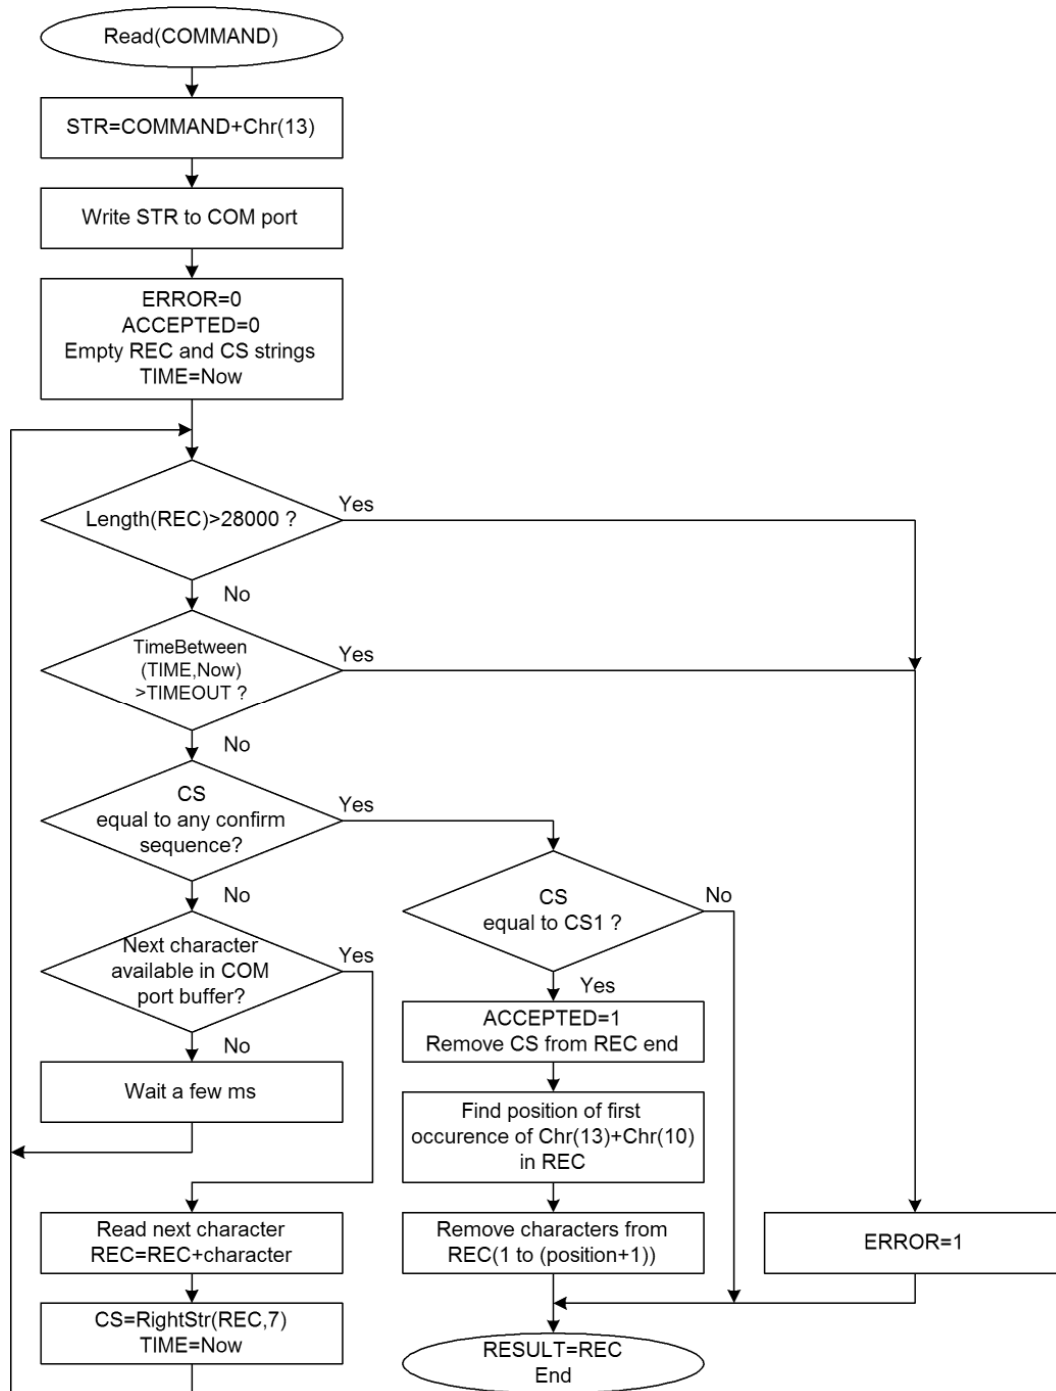 Read(COMMAND)
STR=COMMAND+Chr(13)
Write STR to COM port
ERROR=0
ACCEPTED=0
Empty REC and CS strings
TIME=Now
Length(REC)>28000 ?
Yes
No
TimeBetween
(TIME,Now)
>TIMEOUT ?
Yes
No
CS
equal to any confirm
sequence?
Yes
No
CS
equal to CS1 ?
No
Yes
Next character
available in COM
port buffer?
Yes
No
Wait a few ms
ACCEPTED=1
Remove CS from REC end
Find position of first
occurence of Chr(13)+Chr(10)
in REC
Read next character
REC=REC+character
Remove characters from
REC(1 to (position+1))
ERROR=1
CS=RightStr(REC,7)
TIME=Now
RESULT=REC
End